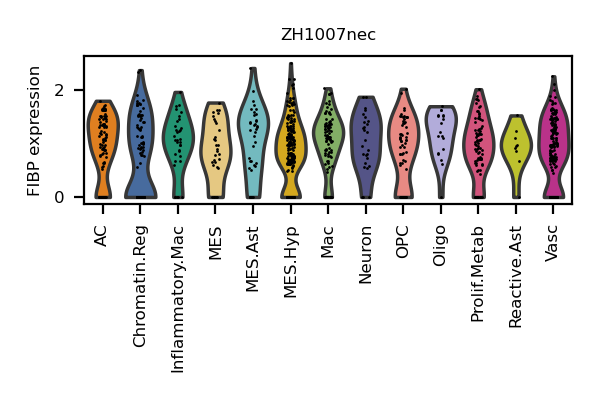 ZH1007nec
FIBP expression
2
0
AC
Chromatin.Reg
Inflammatory.Mac
MES
MES.Ast
MES.Hyp
Mac
Neuron
OPC
Oligo
Prolif.Metab
Reactive.Ast
Vasc